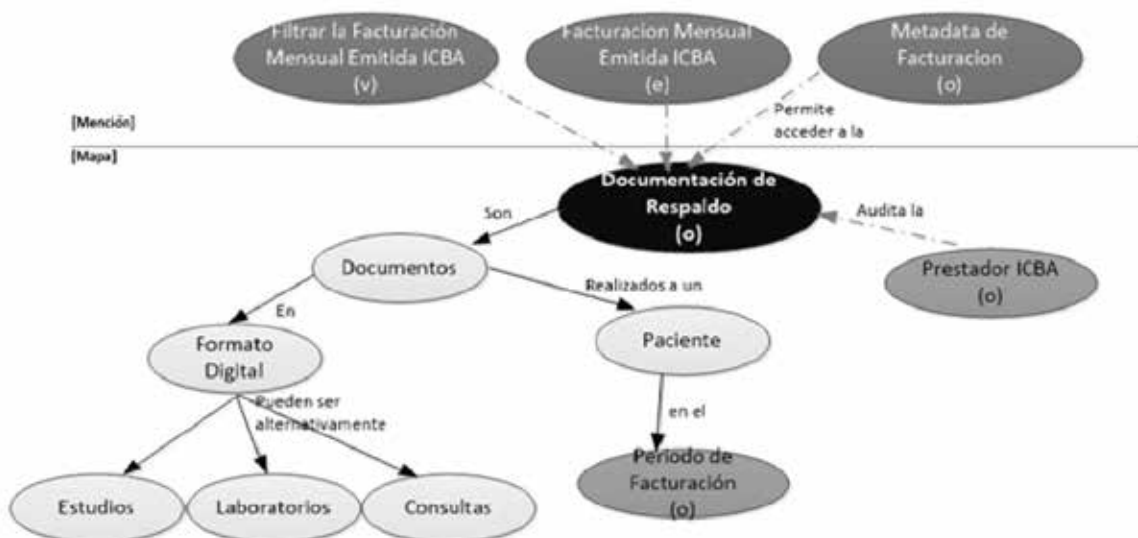 Filtrar la Facturación
Mensual Emitida ICBA
(v)
Facturacion Mensual
Emitida ICBA
(e)
Metadata de
Facturacion
(o)
Permite
acceder a la
[Mención]
[Mapa]
Documentación de
Respaldo
(o)
Son
Audita la
Documentos
Prestador ICBA
(o)
Realizados a un
En
Paciente
Formato
Digital
Pueden ser
alternativamente
en el
Periodo de
Facturación
(o)
Estudios
Laboratorios
Consultas